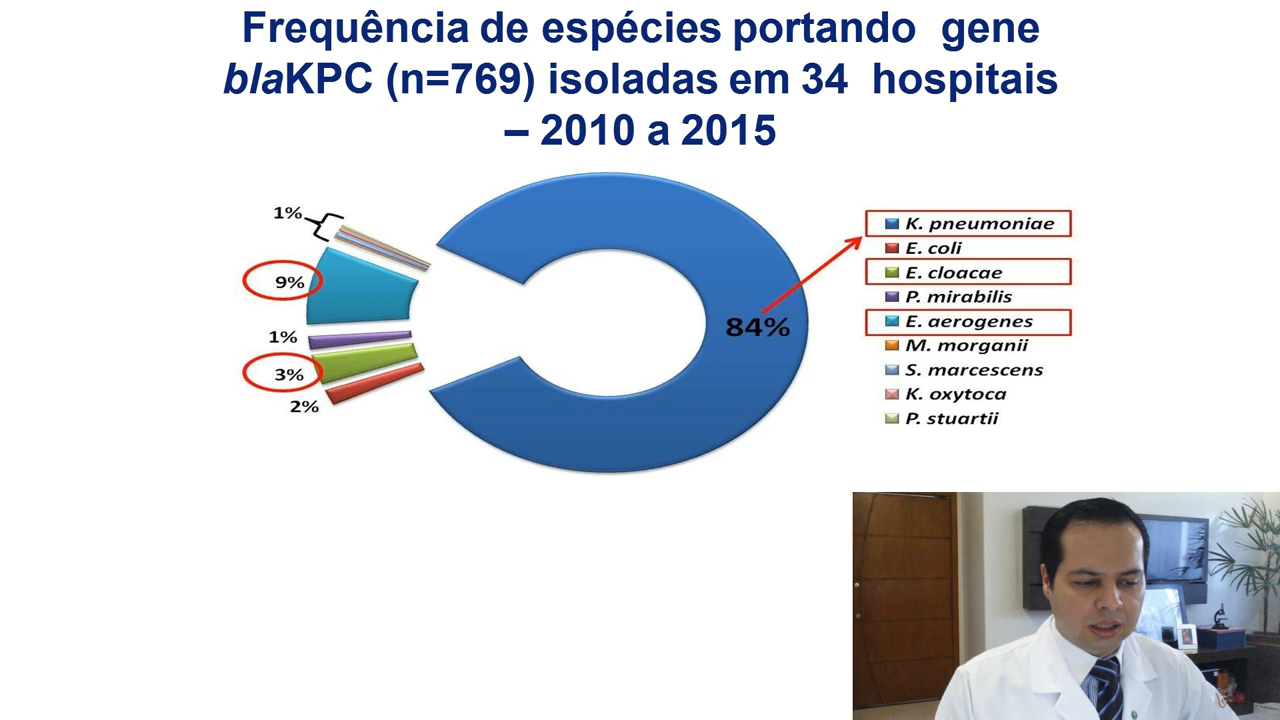 Frequência de espécies portando gene
blaKPC (n=769) isoladas em 34 hospitais
– 2010 a 2015
1%
9%
1%
3%
2%
84%
K. pneumoniae
E. coli
E. cloacae
P. mirabilis
E. aerogenes
M. morganii
S. marcescens
K. oxytoca
P. stuartii